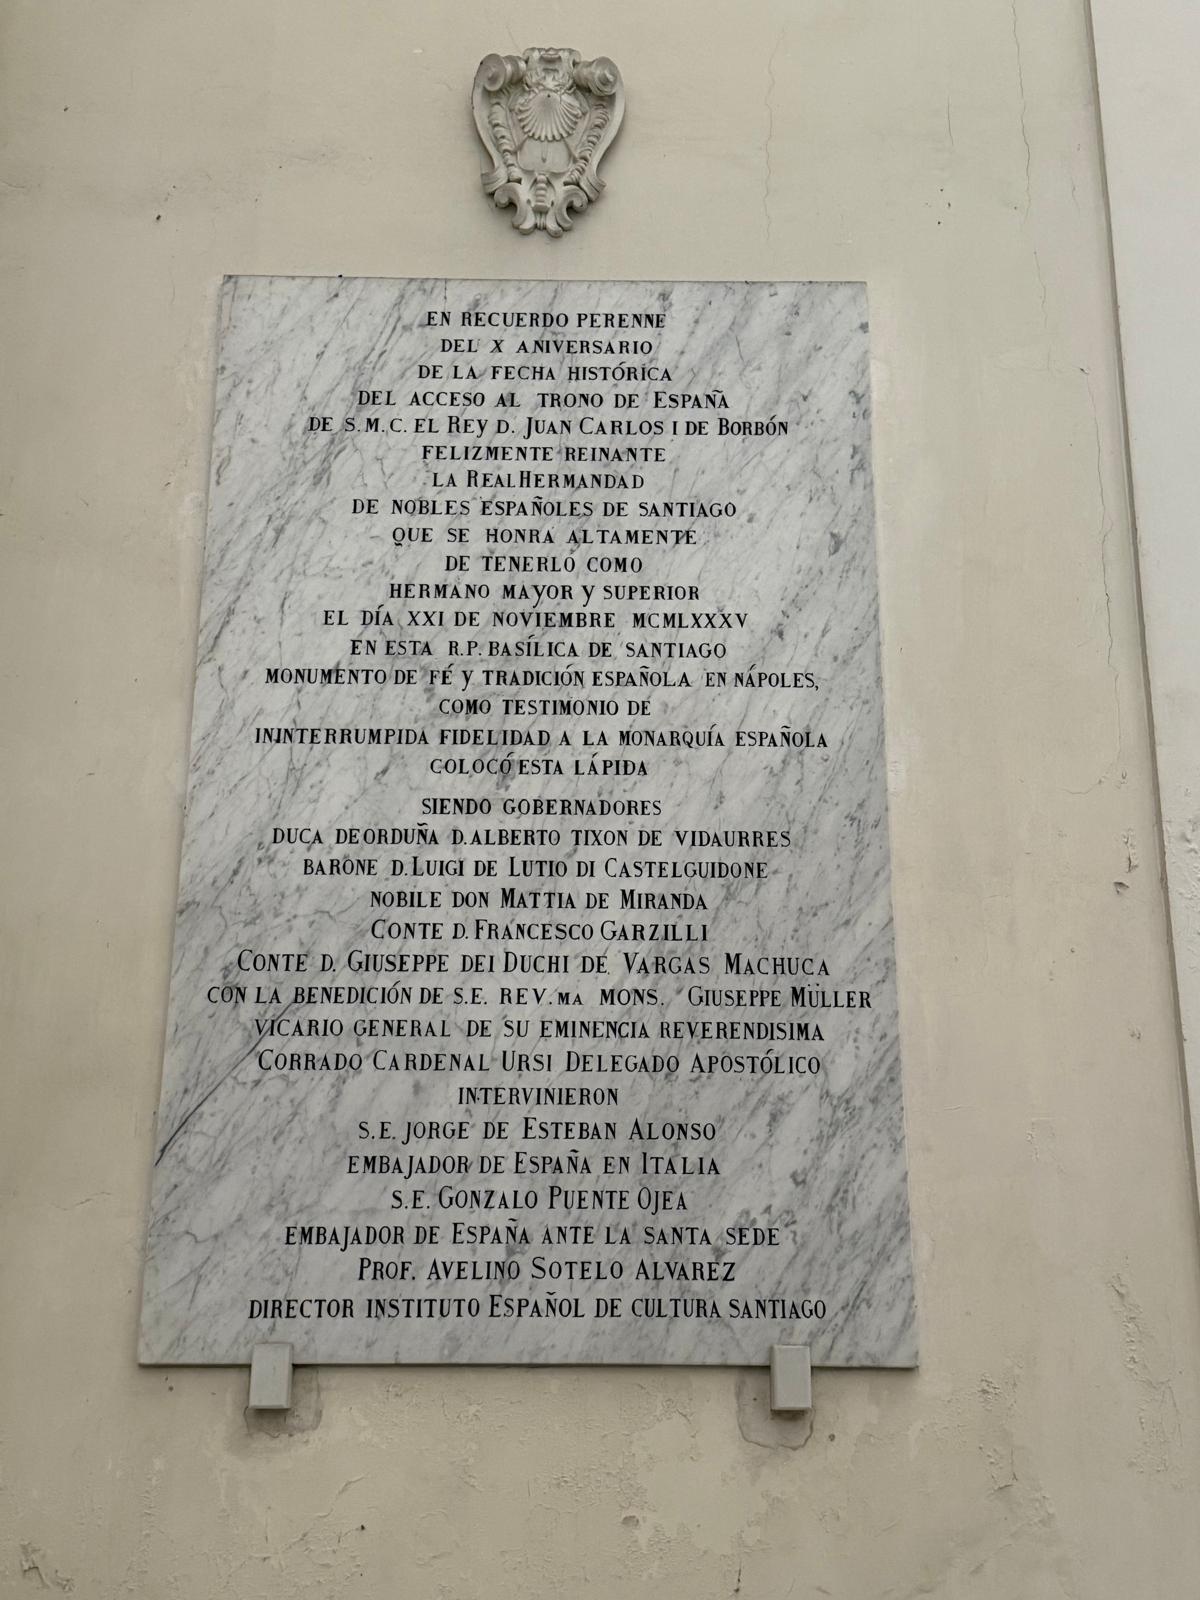 EN RECUERDO PERENNE
DEL X ANIVERSARIO
DE LA FECHA HISTÓRICA
DEL ACCESO AL TRONO DE ESPAÑA
DE S.M.C. EL REy D. JUAN CARLOS I DE BORBÓN
FELIZMENTE REINANTE
LA REAL HERMANDAD
DE NOBLES ESPAÑOLES DE SANTIAGO
QUE SE HONRA ALTAMENTE
DE TENERLO COMO
HERMANO MAyOR y SUPERIOR
EL DÍA XXI DE NOVIEMBRE MCMLXXXV
EN ESTA R.P. BASÍLICA DE SANTIAGO
MONUMENTO DE FÉ y TRADICIÓN ESPAÑOLA EN NÁPOLES,
COMO TESTIMONIO DE
ININTERRUMPIDA FIDELIDAD A LA MONARQUÍA ESPAÑOLA
COLOCÓ ESTA LÁPIDA
SIENDO GOBERNADORES
DUCA DE ORDUÑA D. ALBERTO TIXON DE VIDAURRES
BARONE D. LUIGI DE LUTIO DI CASTELGUIDONE
NOBILE DON MATTIA DE MIRANDA
CONTE D. FRANCESCO GARZILLI
CONTE D. GIUSEPPE DEI DUCHI DE VARGAS MACHUCA
CON LA BENEDICIÓN DE S.E. REV.MA MONS. GIUSEPPE MÜLLER
VICARIO GENERAL DE SU EMINENCIA REVERENDISIMA
CORRADO CARDENAL URSI DELEGADO APOSTÓLICO
INTERVINIERON
S.E. JORGE DE ESTEBAN ALONSO
EMBAJADOR DE ESPAÑA EN ITALIA
S.E. GONZALO PUENTE OJEA
EMBAJADOR DE ESPAÑA ANTE LA SANTA SEDE
PROF. AVELINO SOTELO ALVAREZ
DIRECTOR INSTITUTO ESPAÑOL DE CULTURA SANTIAGO